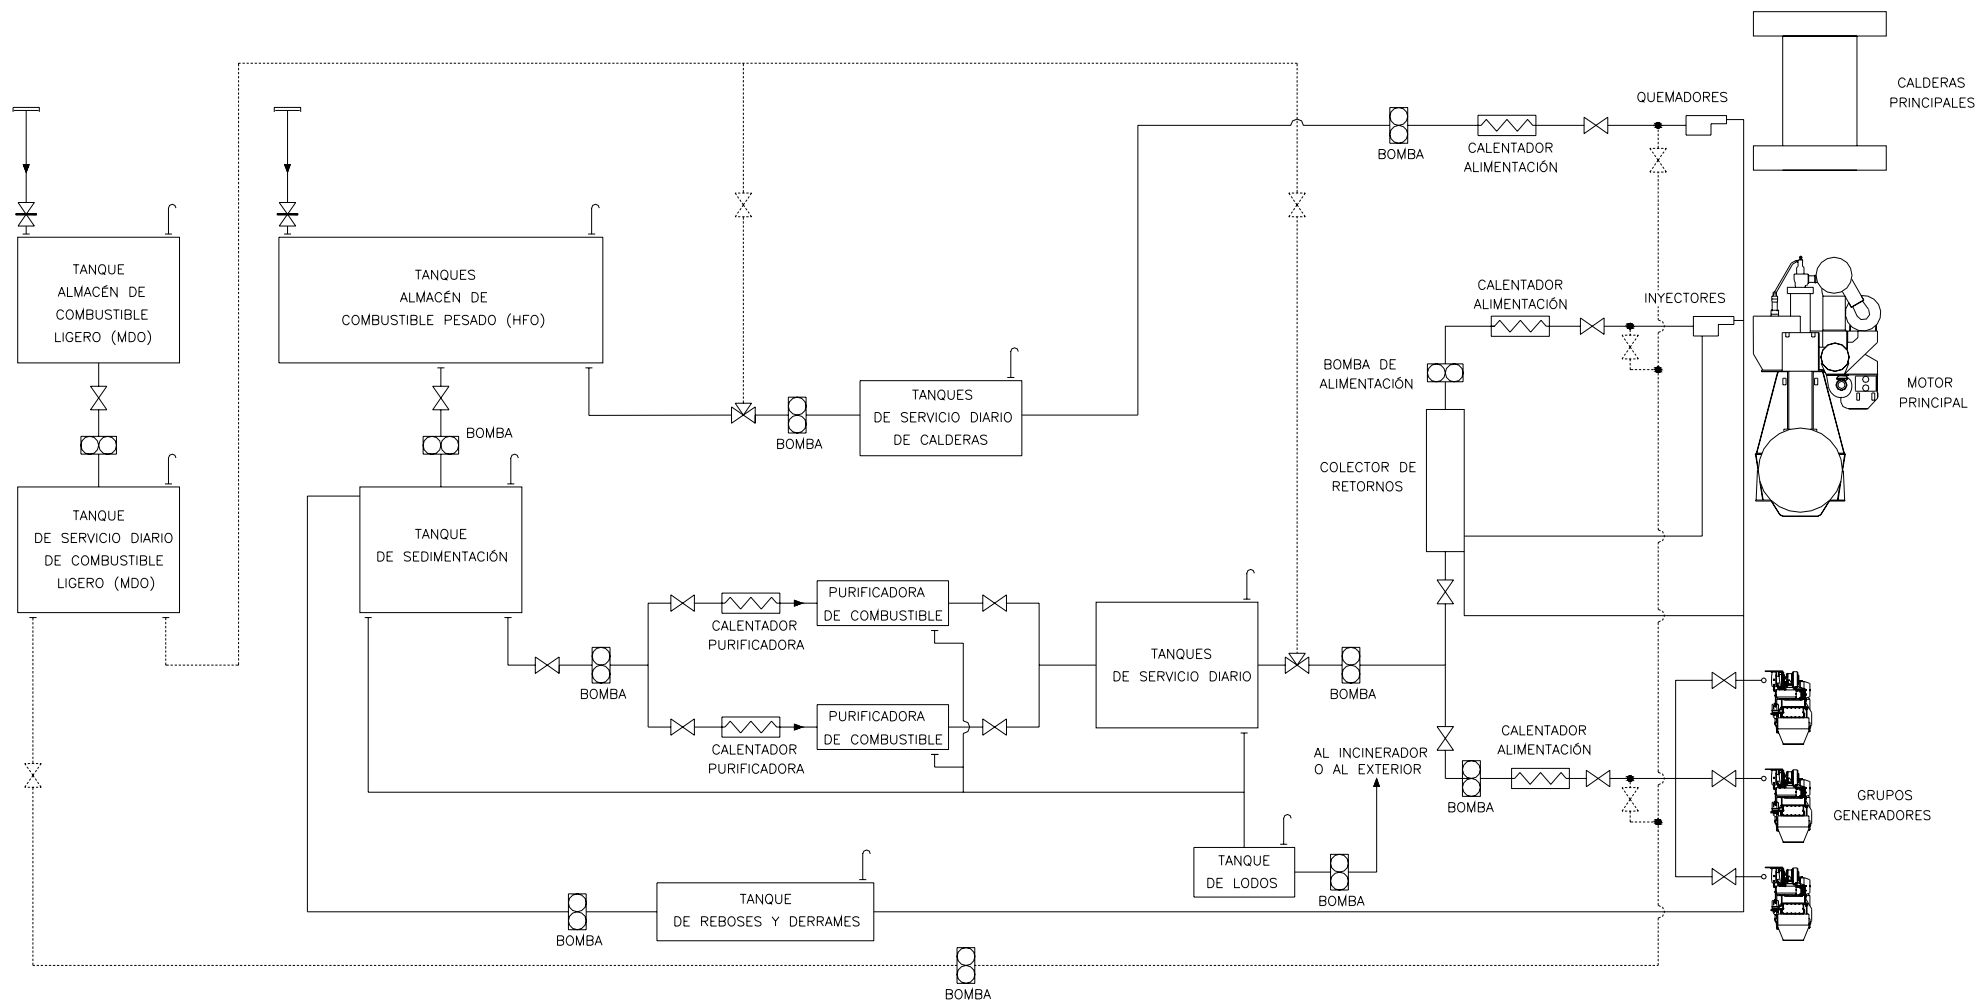 CALDERAS
PRINCIPALES
QUEMADORES
BOMBA
CALENTADOR
ALIMENTACIÓN
TANQUE
ALMACÉN DE
COMBUSTIBLE
LIGERO (MDO)
TANQUES
ALMACÉN DE
COMBUSTIBLE PESADO (HFO)
CALENTADOR
ALIMENTACIÓN
INYECTORES
BOMBA DE
ALIMENTACIÓN
MOTOR
PRINCIPAL
TANQUES
DE SERVICIO DIARIO
DE CALDERAS
BOMBA
BOMBA
COLECTOR DE
RETORNOS
TANQUE
DE SERVICIO DIARIO
DE COMBUSTIBLE
LIGERO (MDO)
TANQUE
DE SEDIMENTACIÓN
PURIFICADORA
DE COMBUSTIBLE
CALENTADOR
PURIFICADORA
BOMBA
TANQUES
DE SERVICIO DIARIO
BOMBA
PURIFICADORA
DE COMBUSTIBLE
CALENTADOR
PURIFICADORA
CALENTADOR
ALIMENTACIÓN
AL INCINERADOR
O AL EXTERIOR
BOMBA
GRUPOS
GENERADORES
TANQUE
DE LODOS
BOMBA
TANQUE
DE REBOSES Y DERRAMES
BOMBA
BOMBA